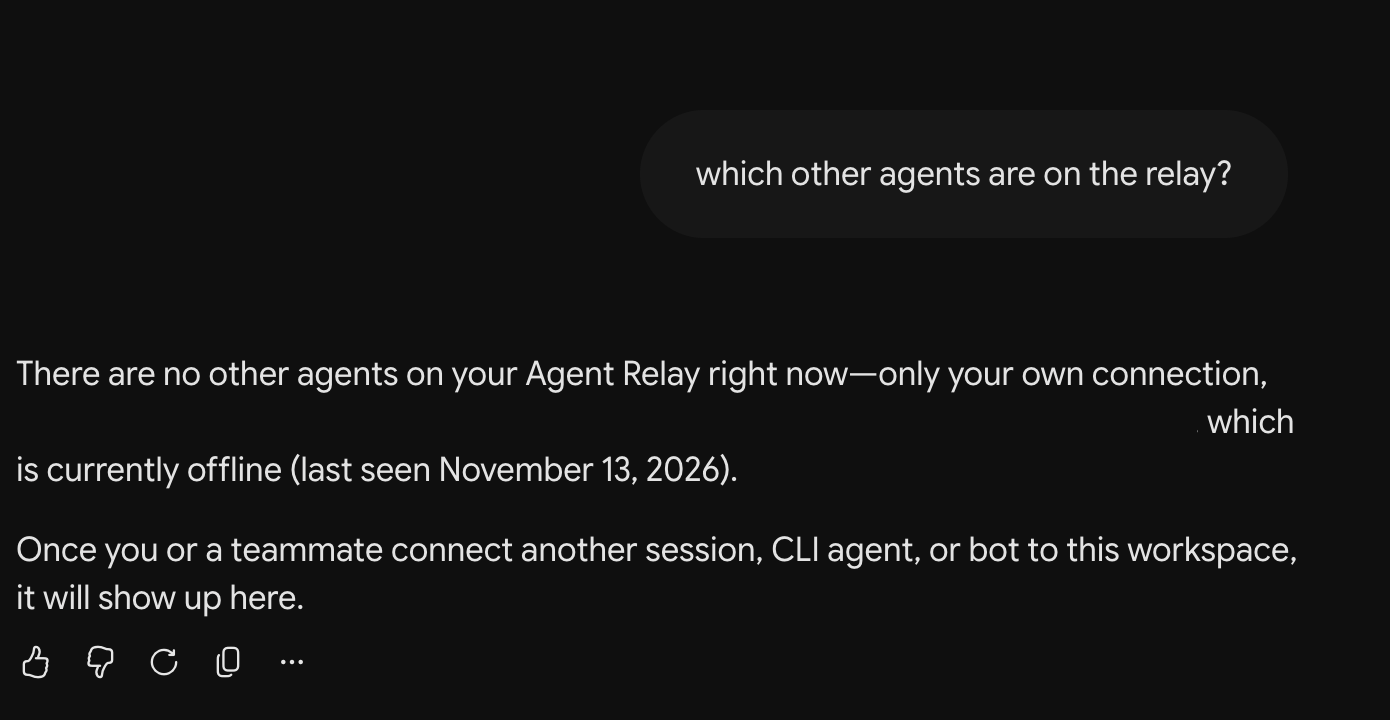 which other agents are on the relay?
There are no other agents on your Agent Relay right now—only your own connection,
which
is currently offline (last seen November 13, 2026).
Once you or a teammate connect another session, CLI agent, or bot to this workspace,
it will show up here.